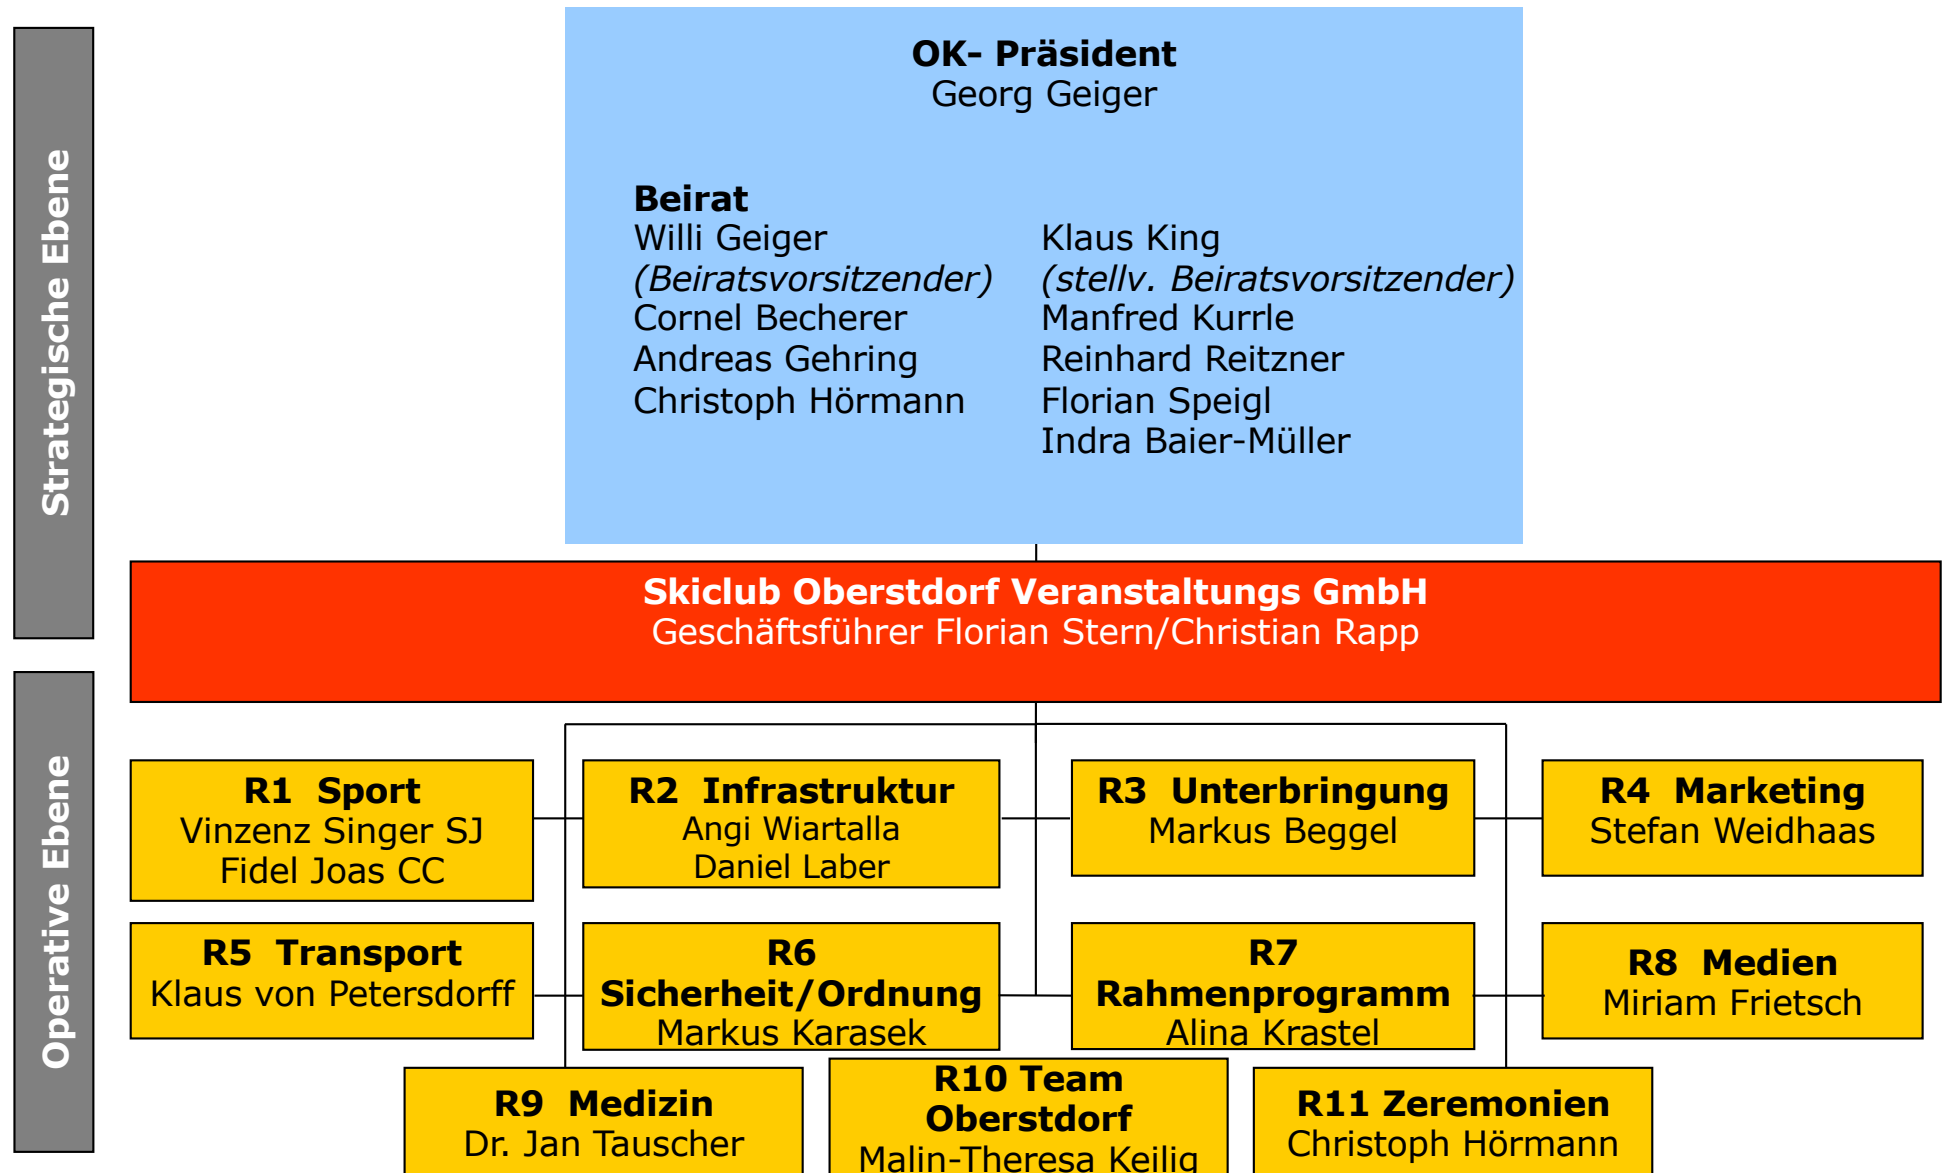 Strategische Ebene
OK- Präsident
Georg Geiger
Beirat
Willi Geiger
(Beiratsvorsitzender)
Cornel Becherer
Andreas Gehring
Christoph Hörmann
Klaus King
(stellv. Beiratsvorsitzender)
Manfred Kurrle
Reinhard Reitzner
Florian Speigl
Indra Baier-Müller
Skiclub Oberstdorf Veranstaltungs GmbH
Geschäftsführer Florian Stern/Christian Rapp
Operative Ebene
R1 Sport
Vinzenz Singer SJ
Fidel Joas CC
R2 Infrastruktur
Angi Wiartalla
Daniel Laber
R3 Unterbringung
Markus Beggel
R4 Marketing
Stefan Weidhaas
R5 Transport
Klaus von Petersdorff
R6
Sicherheit/Ordnung
Markus Karasek
R7
Rahmenprogramm
Alina Krastel
R8 Medien
Miriam Frietsch
R9 Medizin
Dr. Jan Tauscher
R10 Team
Oberstdorf
Malin-Theresa Keilig
R11 Zeremonien
Christoph Hörmann